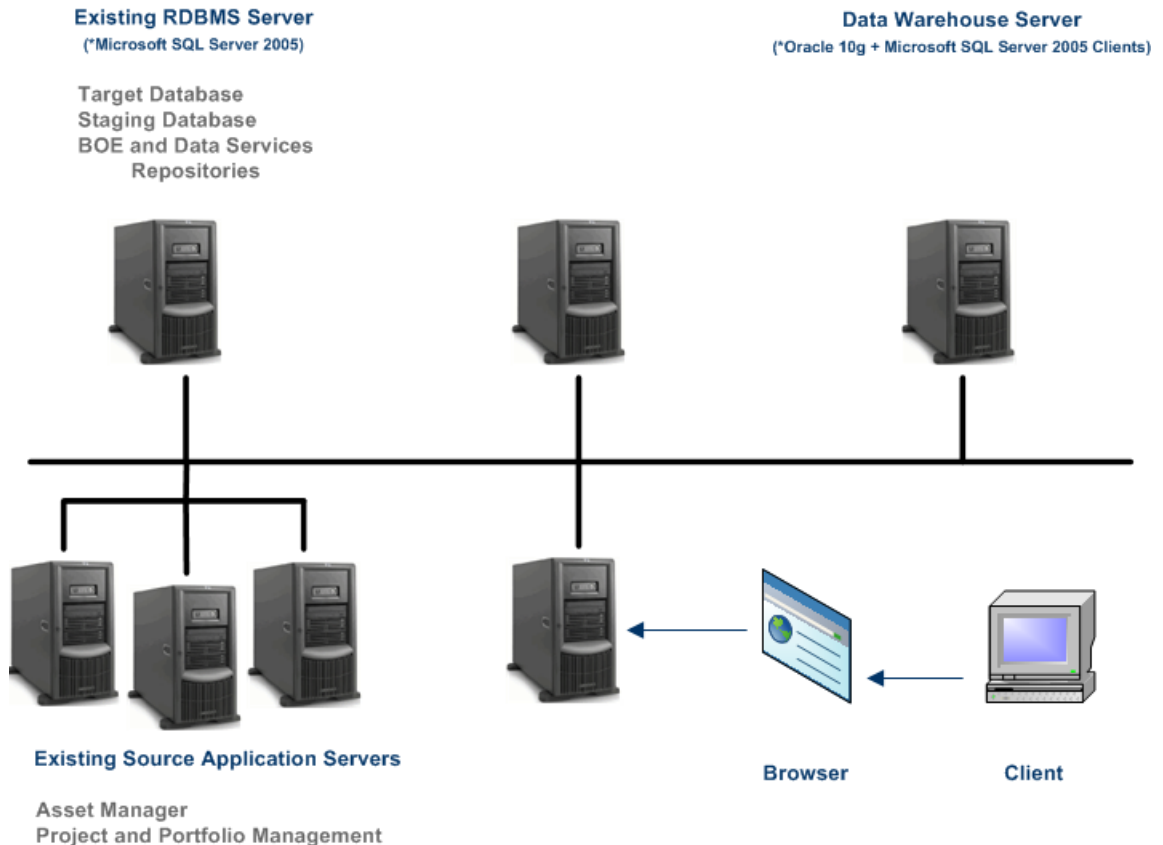 Existing RDBMS Server
(*Microsoft SQL Server 2005)
Target Database
Staging Database
BOE and Data Services
Repositories
Data Warehouse Server
(*Oracle 10g + Microsoft SQL Server 2005 Clients)
Existing Source Application Servers
Asset Manager
Project and Portfolio Management
Browser
Client